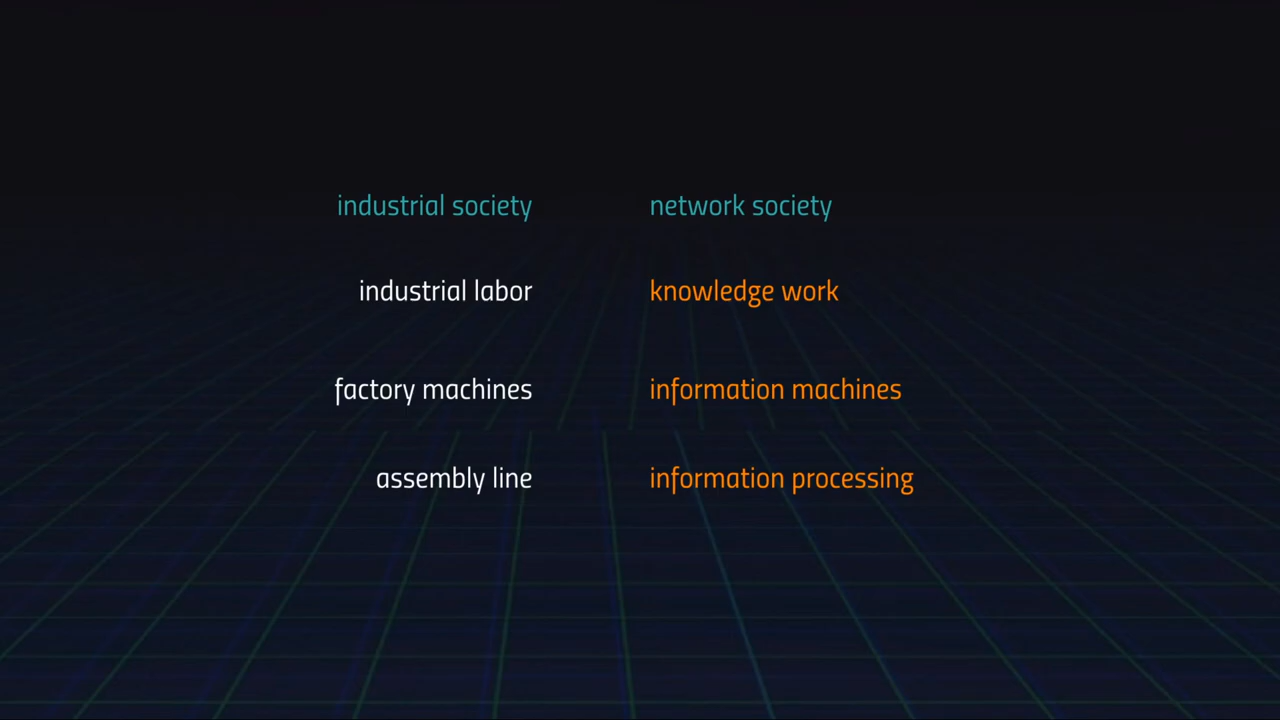 industrial society network society
industrial labor knowledge work
factory machines information machines
assembly line information processing